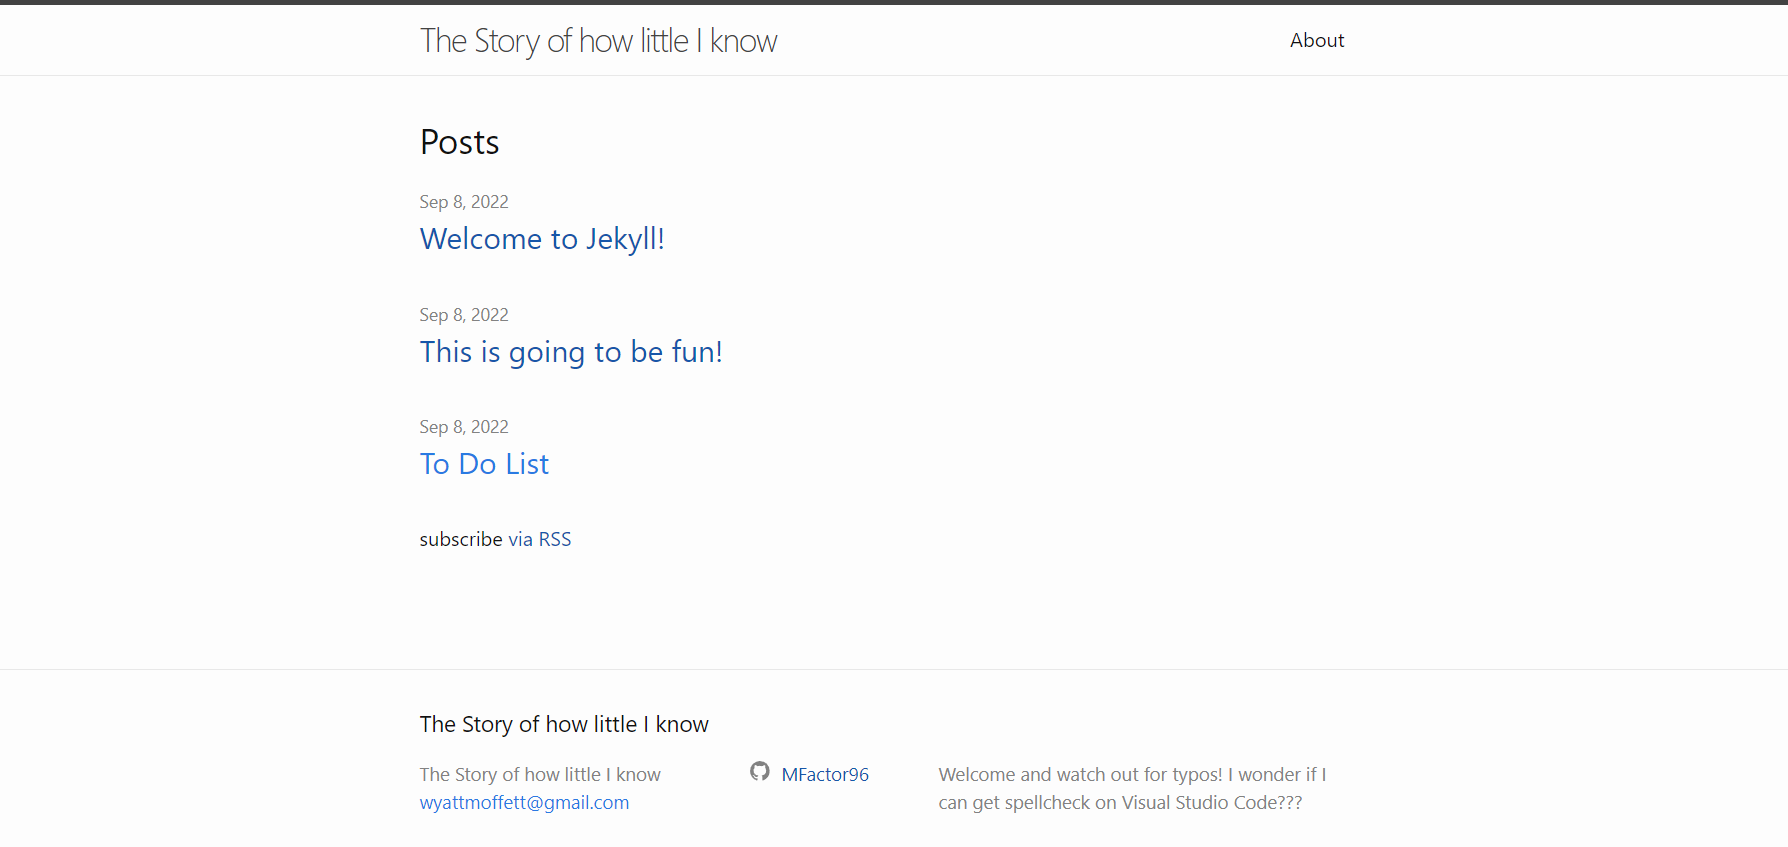 The Story of how little I know
About
Posts
Sep 8, 2022
Welcome to Jekyll!
Sep 8, 2022
This is going to be fun!
Sep 8, 2022
To Do List
subscribe via RSS
The Story of how little I know
The Story of how little I know
wyattmoffett@gmail.com
MFactor96
Welcome and watch out for typos! I wonder if I
can get spellcheck on Visual Studio Code???